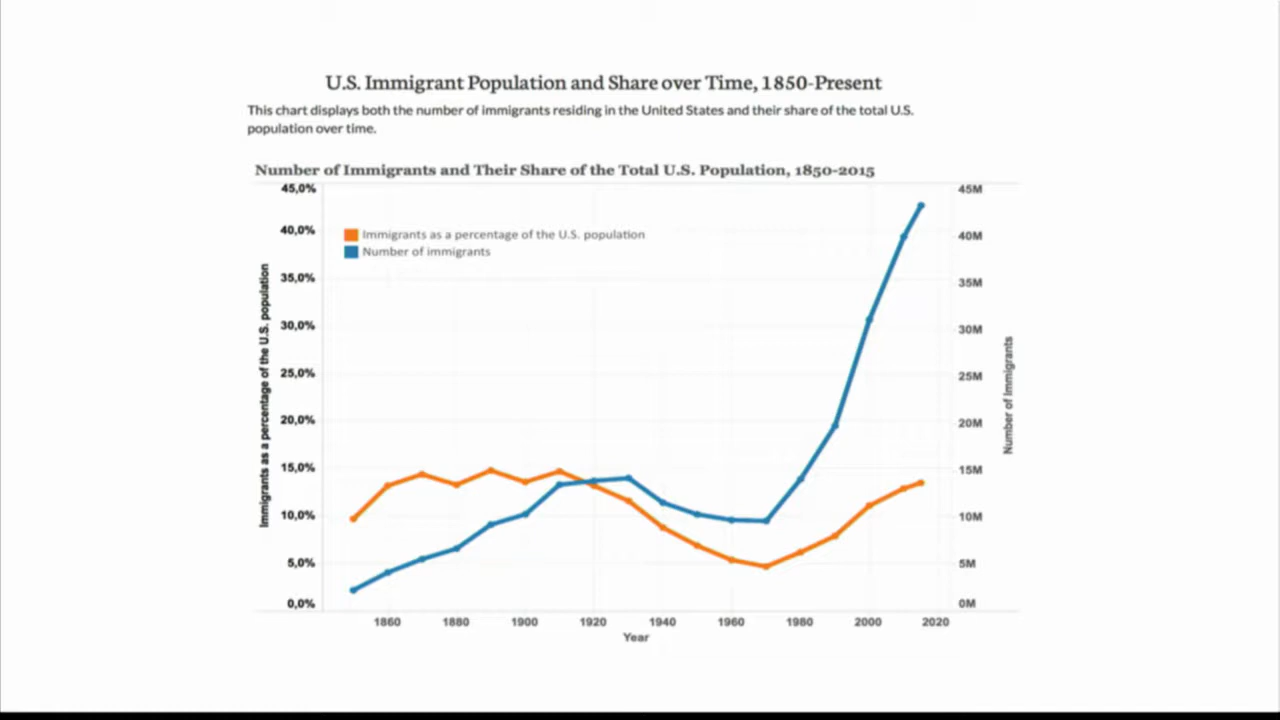 U.S. Immigrant Population and Share over Time, 1850-Present
This chart displays both the number of immigrants residing in the United States and their share of the total U.S.
population over time.
Number of Immigrants and Their Share of the Total U.S. Population, 1850-2015
45,0%
40,0%
35,0%
30,0%
25,0%
20,0%
15,0%
10,0%
5,0%
0,0%
Immigrants as a percentage of the U.S. population
Immigrants as a percentage of the U.S. population
Number of immigrants
45M
40M
35M
30M
25M
20M
15M
10M
5M
0M
Number of Immigrants
1860 1880 1900 1920 1940 1960 1980 2000 2020
Year